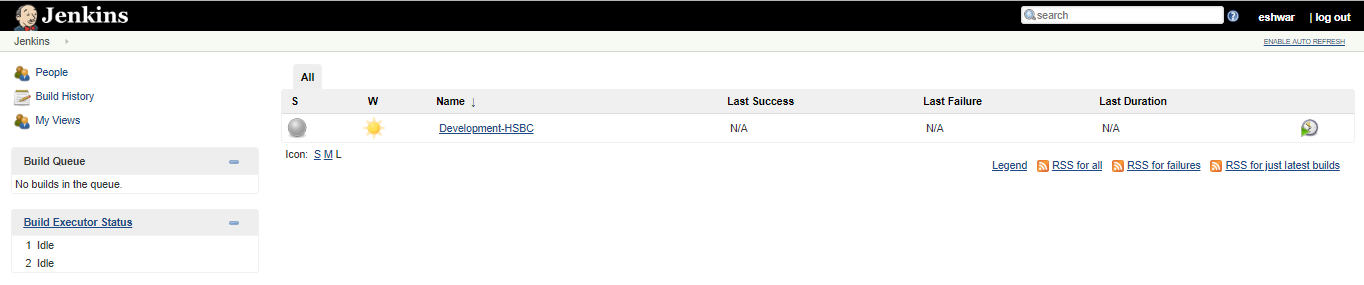 Jenkins
search
eshwar | log out
Jenkins
ENABLE AUTO REFRESH
People
Build History
My Views
Build Queue
No builds in the queue.
Build Executor Status
1 Idle
2 Idle
All
S W Name ↓ Last Success Last Failure Last Duration
Development-HSBC N/A N/A N/A
Icon: S M L
Legend RSS for all RSS for failures RSS for just latest builds